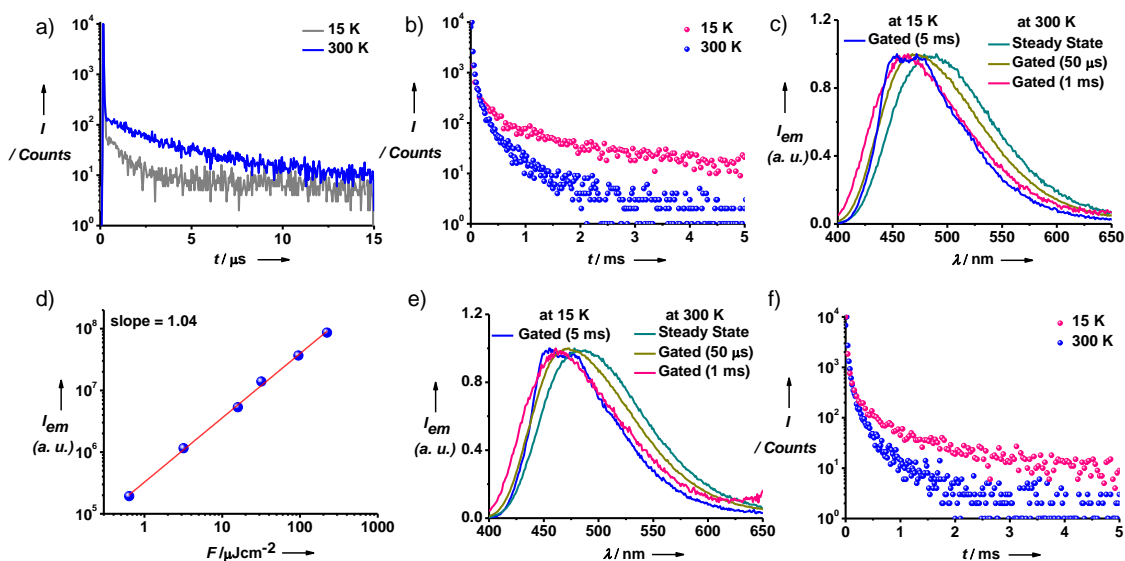 a)
10⁴
10³
10²
10¹
10⁰
I
/ Counts
15 K
300 K
0
5
10
15
t / μs
b)
10⁴
10³
10²
10¹
10⁰
I
/ Counts
15 K
300 K
0
1
2
3
4
5
t / ms
c)
1.2
0.8
0.4
0.0
I_em
(a. u.)
at 15 K
Gated (5 ms)
at 300 K
Steady State
Gated (50 μs)
Gated (1 ms)
400
450
500
550
600
650
λ / nm
d)
slope = 1.04
10⁸
10⁷
10⁶
10⁵
I_em
(a. u.)
1
10
100
1000
F /μJcm⁻²
e)
1.2
0.8
0.4
0.0
I_em
(a. u.)
at 15 K
Gated (5 ms)
at 300 K
Steady State
Gated (50 μs)
Gated (1 ms)
400
450
500
550
600
650
λ / nm
f)
10⁴
10³
10²
10¹
10⁰
I
/ Counts
15 K
300 K
0
1
2
3
4
5
t / ms